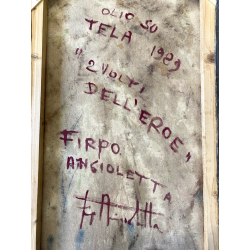 OLIO SU
TELA 1989
"2 VOLTI
DELL'EROE"
FIRPO
ANGIOLETTA